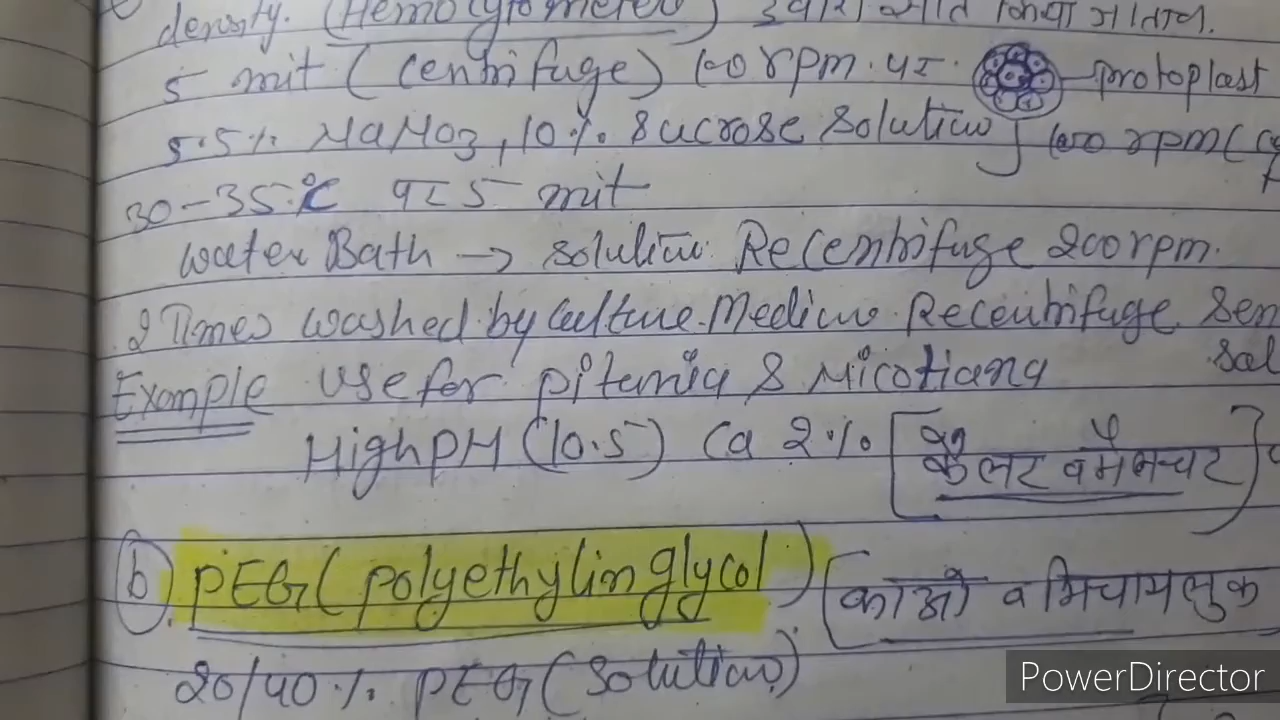 density. (Hemocytometer)
5 mit (centrifuge) 100 rpm. पर protoplast
5.5% NaNO3, 10% sucrose solution
30-35°C पर 5 mit
water Bath → solution Recentrifuge 200 rpm.
2 Times washed by culture Medium Recentrifuge
Example use for pitunia & Nicotiana
High PH (10.5) Ca 2% [केलर व मेलचर]
(b) PEG (polyethylin glycol) [काओ व मिचायलुक
20/40% PEG (solution)
PowerDirector